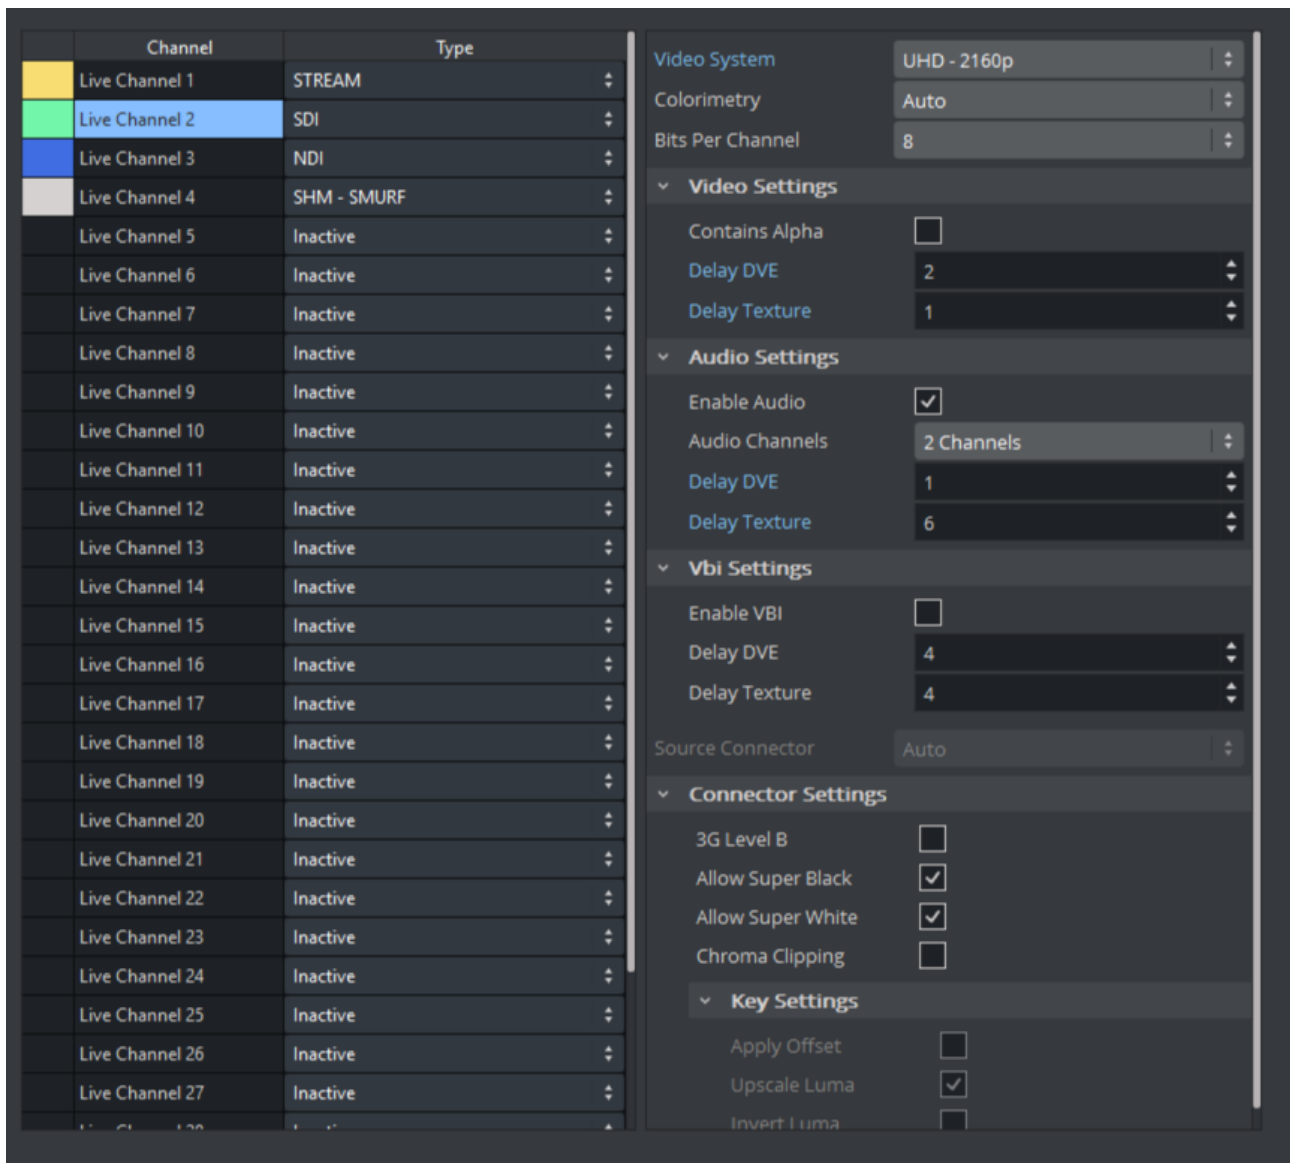 Channel Type
Live Channel 1 STREAM
Live Channel 2 SDI
Live Channel 3 NDI
Live Channel 4 SHM - SMURF
Live Channel 5 Inactive
Live Channel 6 Inactive
Live Channel 7 Inactive
Live Channel 8 Inactive
Live Channel 9 Inactive
Live Channel 10 Inactive
Live Channel 11 Inactive
Live Channel 12 Inactive
Live Channel 13 Inactive
Live Channel 14 Inactive
Live Channel 15 Inactive
Live Channel 16 Inactive
Live Channel 17 Inactive
Live Channel 18 Inactive
Live Channel 19 Inactive
Live Channel 20 Inactive
Live Channel 21 Inactive
Live Channel 22 Inactive
Live Channel 23 Inactive
Live Channel 24 Inactive
Live Channel 25 Inactive
Live Channel 26 Inactive
Live Channel 27 Inactive
Video System UHD - 2160p
Colorimetry Auto
Bits Per Channel 8
Video Settings
Contains Alpha
Delay DVE 2
Delay Texture 1
Audio Settings
Enable Audio
Audio Channels 2 Channels
Delay DVE 1
Delay Texture 6
Vbi Settings
Enable VBI
Delay DVE 4
Delay Texture 4
Source Connector Auto
Connector Settings
3G Level B
Allow Super Black
Allow Super White
Chroma Clipping
Key Settings
Apply Offset
Upscale Luma
Invert Luma